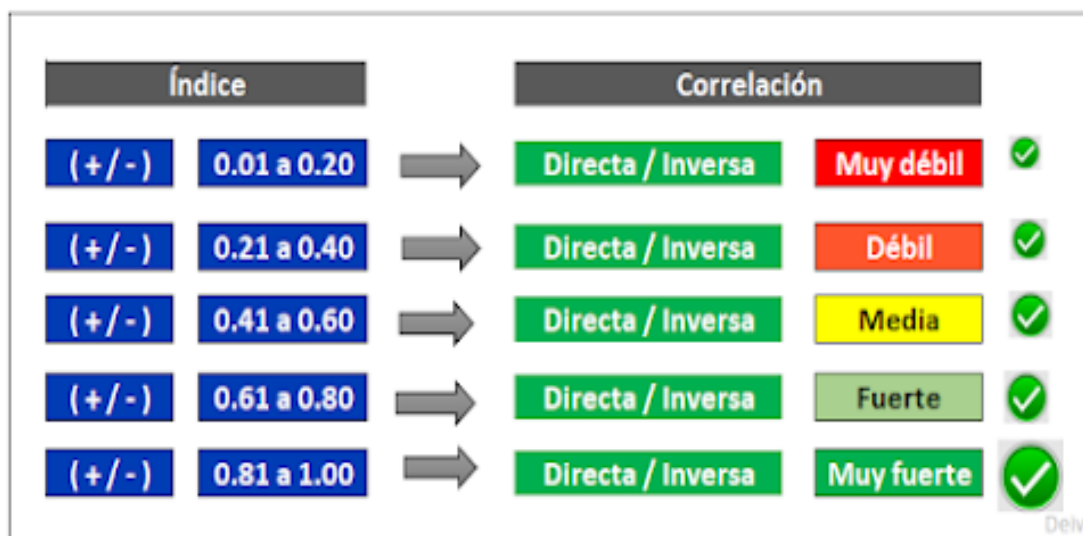 Índice Correlación
(+/-) 0.01 a 0.20 Directa / Inversa Muy débil
(+/-) 0.21 a 0.40 Directa / Inversa Débil
(+/-) 0.41 a 0.60 Directa / Inversa Media
(+/-) 0.61 a 0.80 Directa / Inversa Fuerte
(+/-) 0.81 a 1.00 Directa / Inversa Muy fuerte